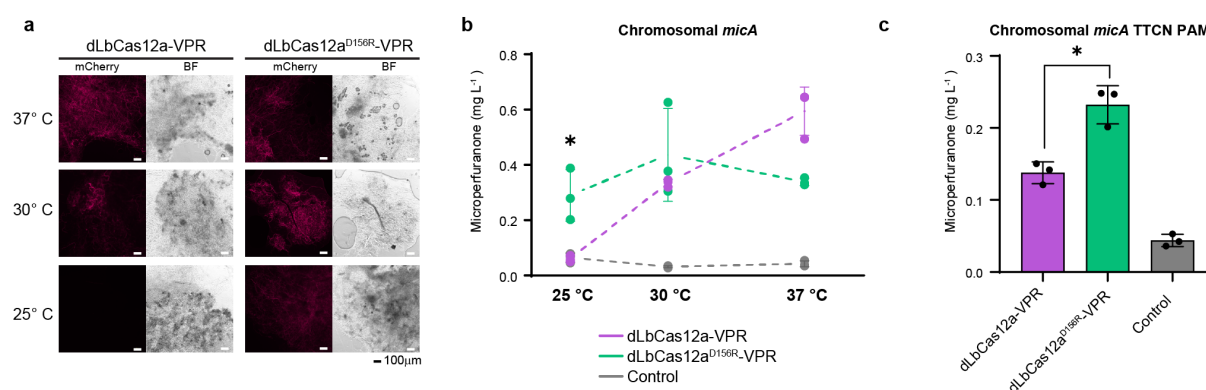 a
dLbCas12a-VPR dLbCas12aD156R-VPR
mCherry BF mCherry BF
37° C
30° C
25° C
100μm
b
Chromosomal micA
Microperfuranone (mg L-1)
0.8
0.6
0.4
0.2
0.0
*
25 °C 30 °C 37 °C
dLbCas12a-VPR
dLbCas12aD156R-VPR
Control
c
Chromosomal micA TTCN PAM
Microperfuranone (mg L-1)
0.3
0.2
0.1
0.0
*
dLbCas12a-VPR
dLbCas12aD156R-VPR
Control